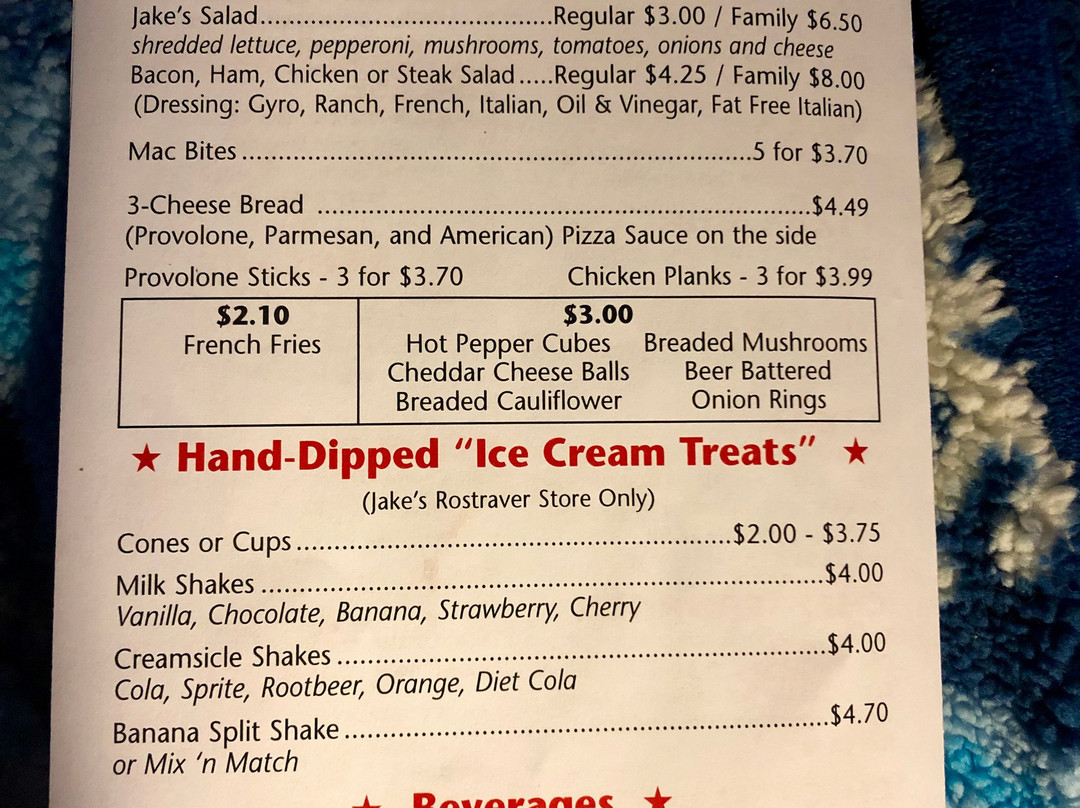 Jake's Salad..........................................Regular $3.00 / Family $6.50
shredded lettuce, pepperoni, mushrooms, tomatoes, onions and cheese
Bacon, Ham, Chicken or Steak Salad.....Regular $4.25 / Family $8.00
(Dressing: Gyro, Ranch, French, Italian, Oil & Vinegar, Fat Free Italian)
Mac Bites......................................................................5 for $3.70
3-Cheese Bread ....................................................................$4.49
(Provolone, Parmesan, and American) Pizza Sauce on the side
Provolone Sticks - 3 for $3.70 Chicken Planks - 3 for $3.99
$2.10 $3.00
French Fries Hot Pepper Cubes Breaded Mushrooms
Cheddar Cheese Balls Beer Battered
Breaded Cauliflower Onion Rings
★ Hand-Dipped “Ice Cream Treats” ★
(Jake's Rostraver Store Only)
Cones or Cups............................................................$2.00 - $3.75
Milk Shakes..............................................................................$4.00
Vanilla, Chocolate, Banana, Strawberry, Cherry
Creamsicle Shakes....................................................................$4.00
Cola, Sprite, Rootbeer, Orange, Diet Cola
Banana Split Shake...................................................................$4.70
or Mix 'n Match
★ Beverages ★